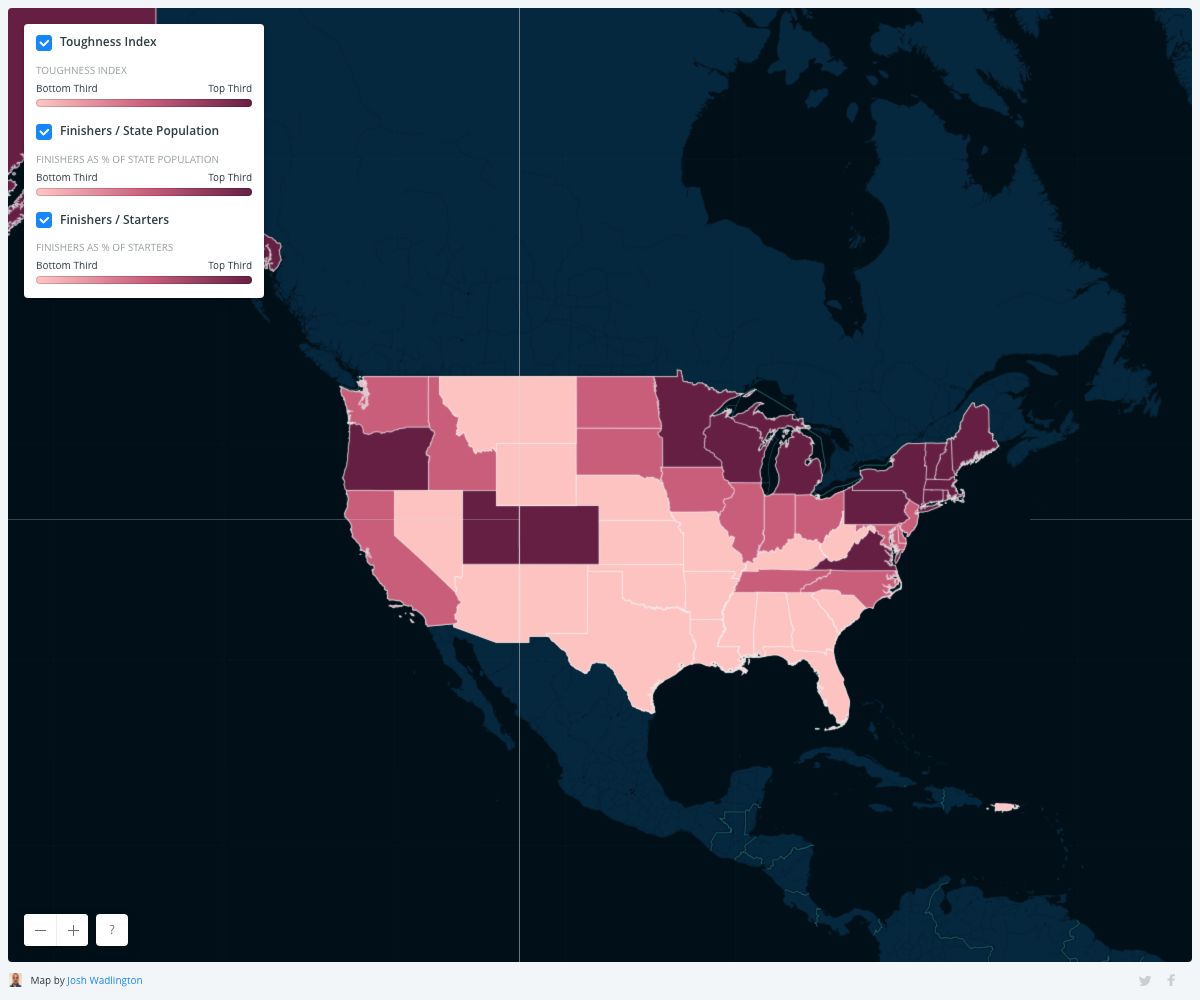 Toughness Index
TOUGHNESS INDEX
Bottom Third Top Third
Finishers / State Population
FINISHERS AS % OF STATE POPULATION
Bottom Third Top Third
Finishers / Starters
FINISHERS AS % OF STARTERS
Bottom Third Top Third
?
Map by Josh Wadlington